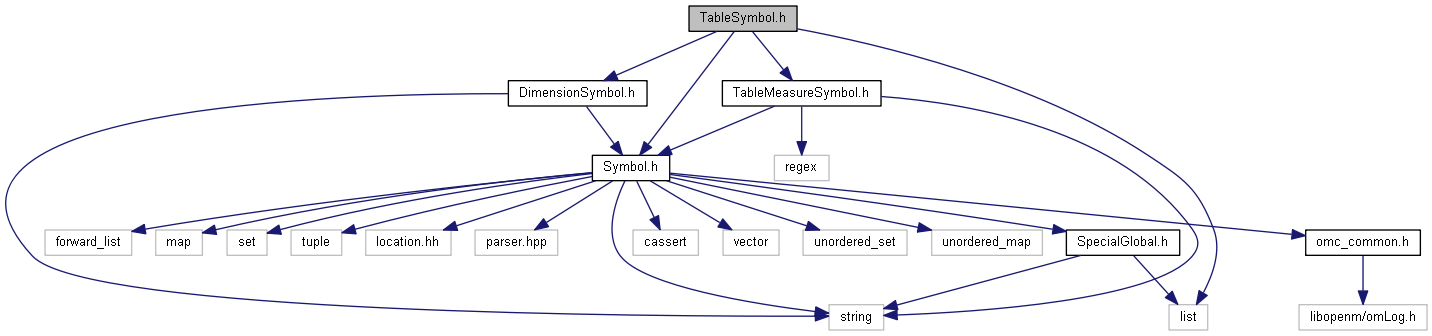 TableSymbol.h
DimensionSymbol.h
TableMeasureSymbol.h
Symbol.h
regex
forward_list
map
set
tuple
location.hh
parser.hpp
cassert
vector
unordered_set
unordered_map
SpecialGlobal.h
omc_common.h
string
list
libopenm/omLog.h